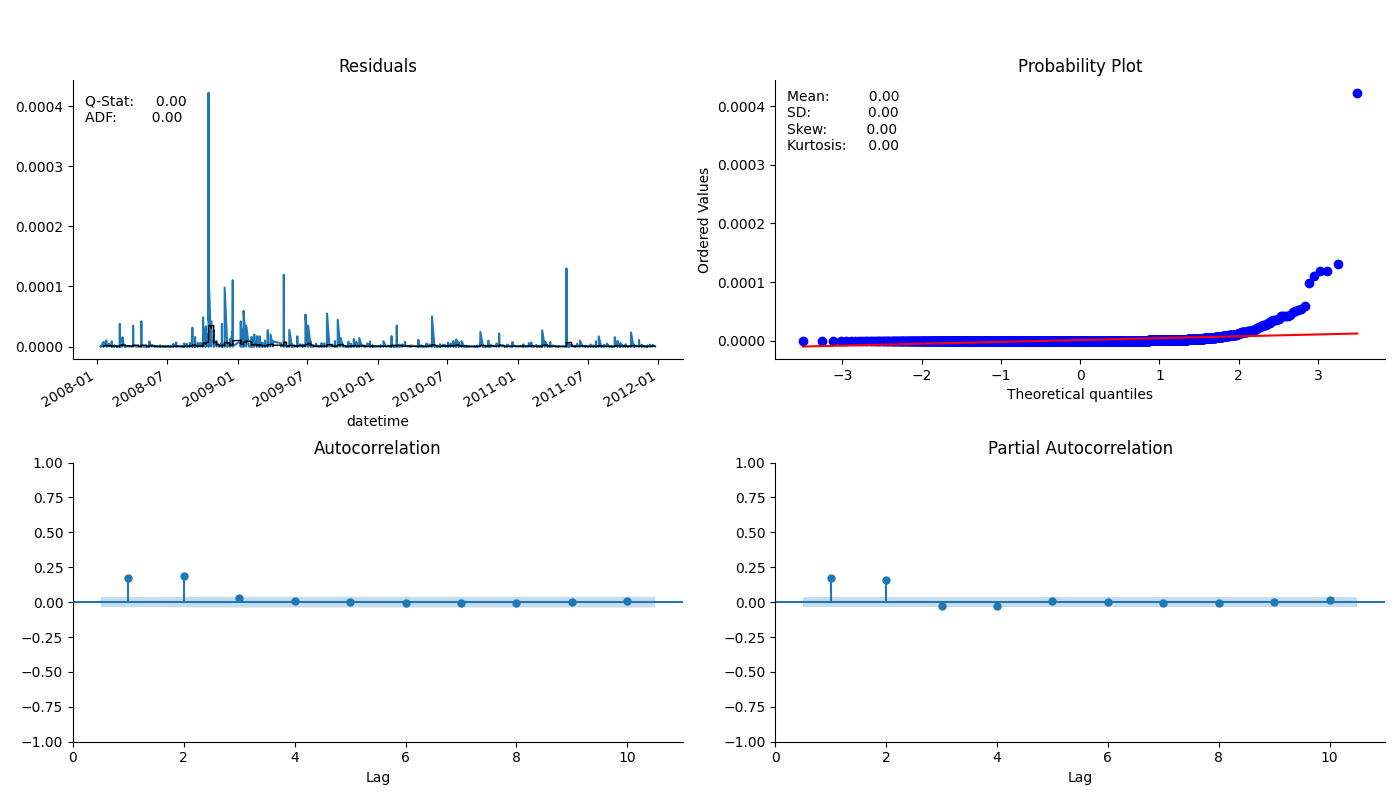 Residuals
Q-Stat: 0.00
ADF: 0.00
0.0004
0.0003
0.0002
0.0001
0.0000
2008-01
2008-07
2009-01
2009-07
2010-01
2010-07
2011-01
2011-07
2012-01
datetime
Probability Plot
Mean: 0.00
SD: 0.00
Skew: 0.00
Kurtosis: 0.00
Ordered Values
0.0004
0.0003
0.0002
0.0001
0.0000
−3 −2 −1 0 1 2 3
Theoretical quantiles
Autocorrelation
1.00
0.75
0.50
0.25
0.00
−0.25
−0.50
−0.75
−1.00
0 2 4 6 8 10
Lag
Partial Autocorrelation
1.00
0.75
0.50
0.25
0.00
−0.25
−0.50
−0.75
−1.00
0 2 4 6 8 10
Lag